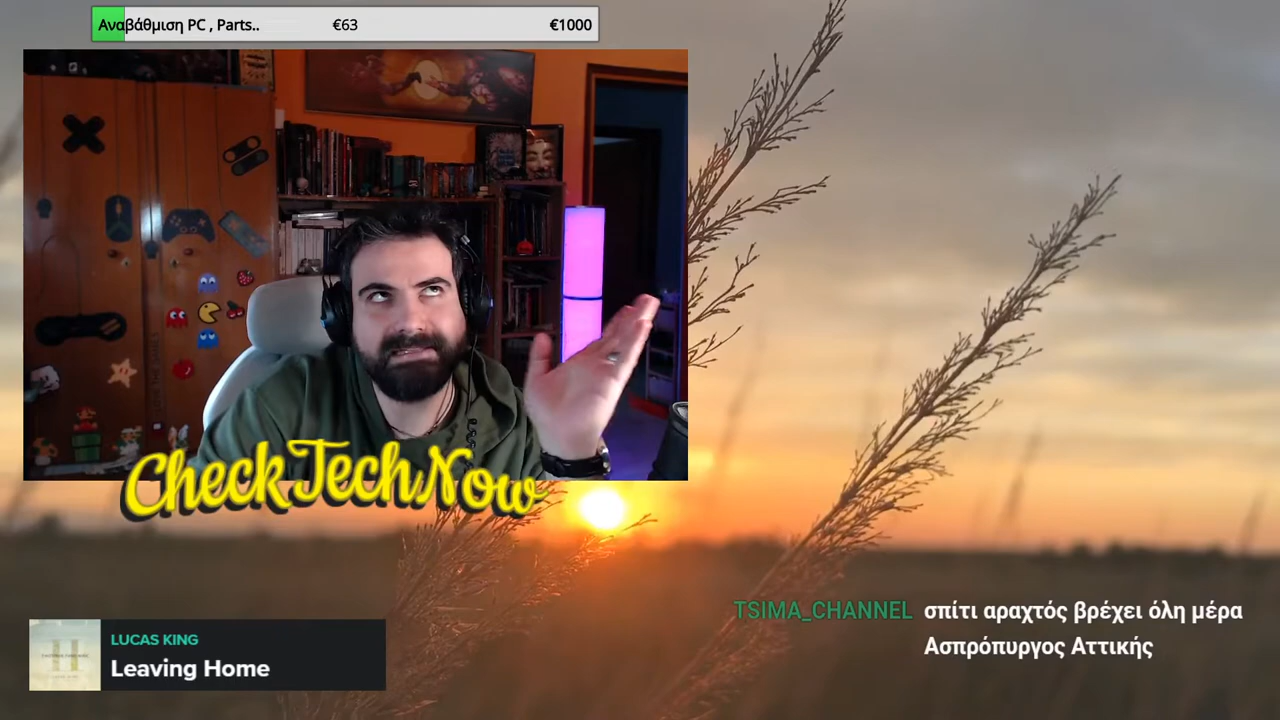 Αναβάθμιση PC , Parts.. €63 €1000
CheckTechNow
TSIMA_CHANNEL σπίτι αραχτός βρέχει όλη μέρα
Ασπρόπυργος Αττικής
LUCAS KING
Leaving Home